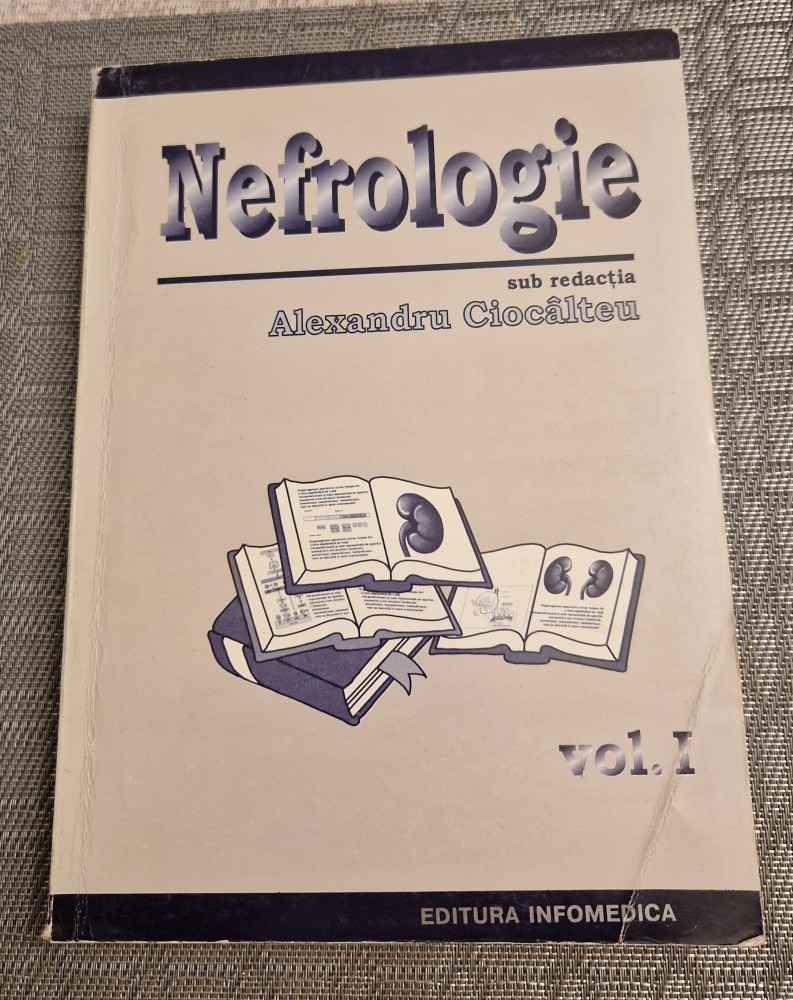 Nefrologie
sub redacția
Alexandru Ciocâlteu
vol. I
EDITURA INFOMEDICA